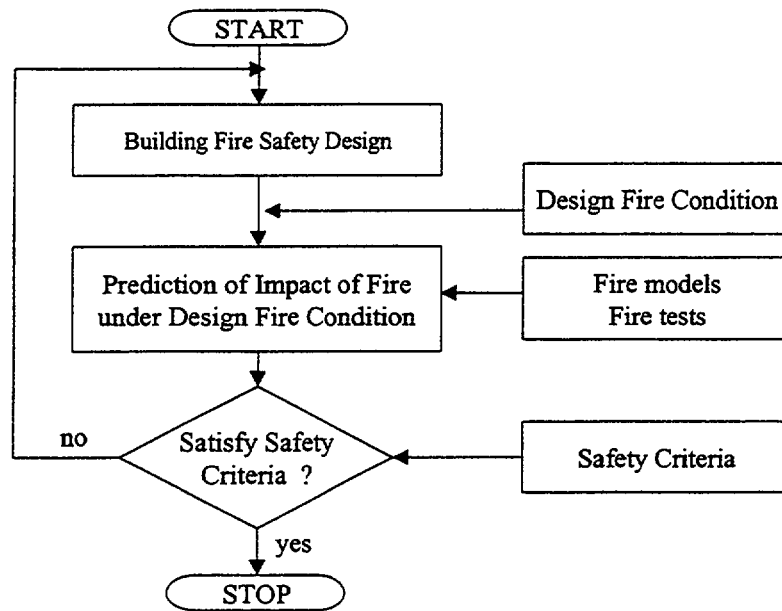 START
Building Fire Safety Design
Design Fire Condition
Prediction of Impact of Fire
under Design Fire Condition
Fire models
Fire tests
no
Satisfy Safety
Criteria ?
Safety Criteria
yes
STOP